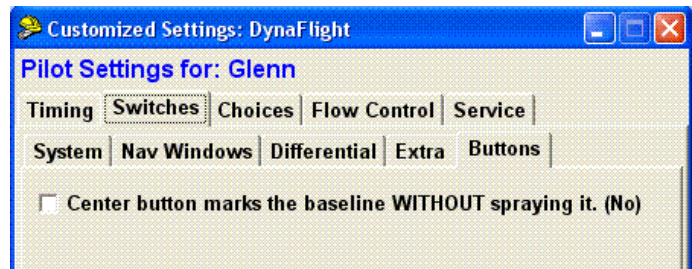 Customized Settings: DynaFlight
Pilot Settings for: Glenn
Timing Switches Choices Flow Control Service
System Nav Windows Differential Extra Buttons
Center button marks the baseline WITHOUT spraying it. (No)